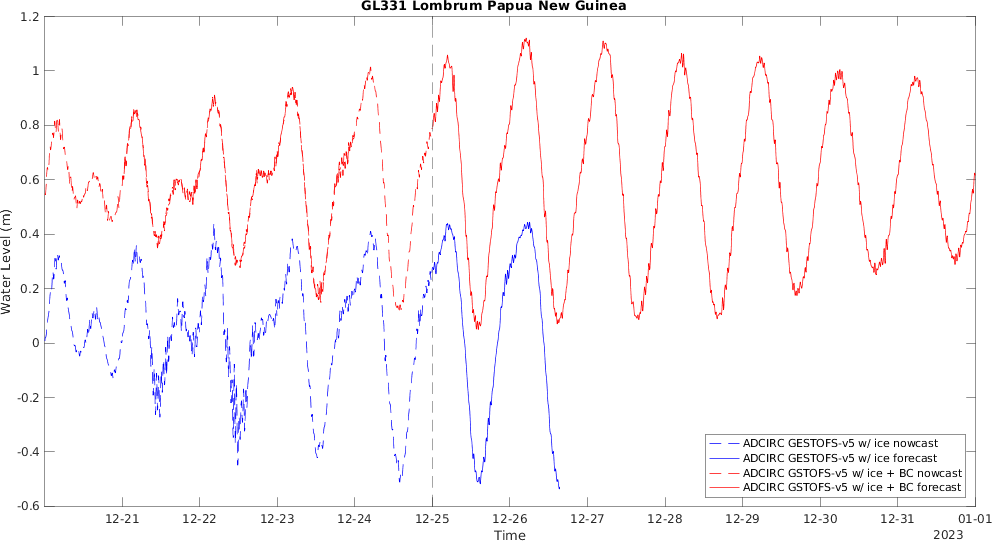 GL331 Lombrum Papua New Guinea
1.2
1
0.8
0.6
0.4
0.2
0
-0.2
-0.4
-0.6
Water Level (m)
ADCIRC GESTOFS-v5 w/ ice nowcast
ADCIRC GESTOFS-v5 w/ ice forecast
ADCIRC GSTOFS-v5 w/ ice + BC nowcast
ADCIRC GSTOFS-v5 w/ ice + BC forecast
12-21 12-22 12-23 12-24 12-25 12-26 12-27 12-28 12-29 12-30 12-31 01-01
Time 2023